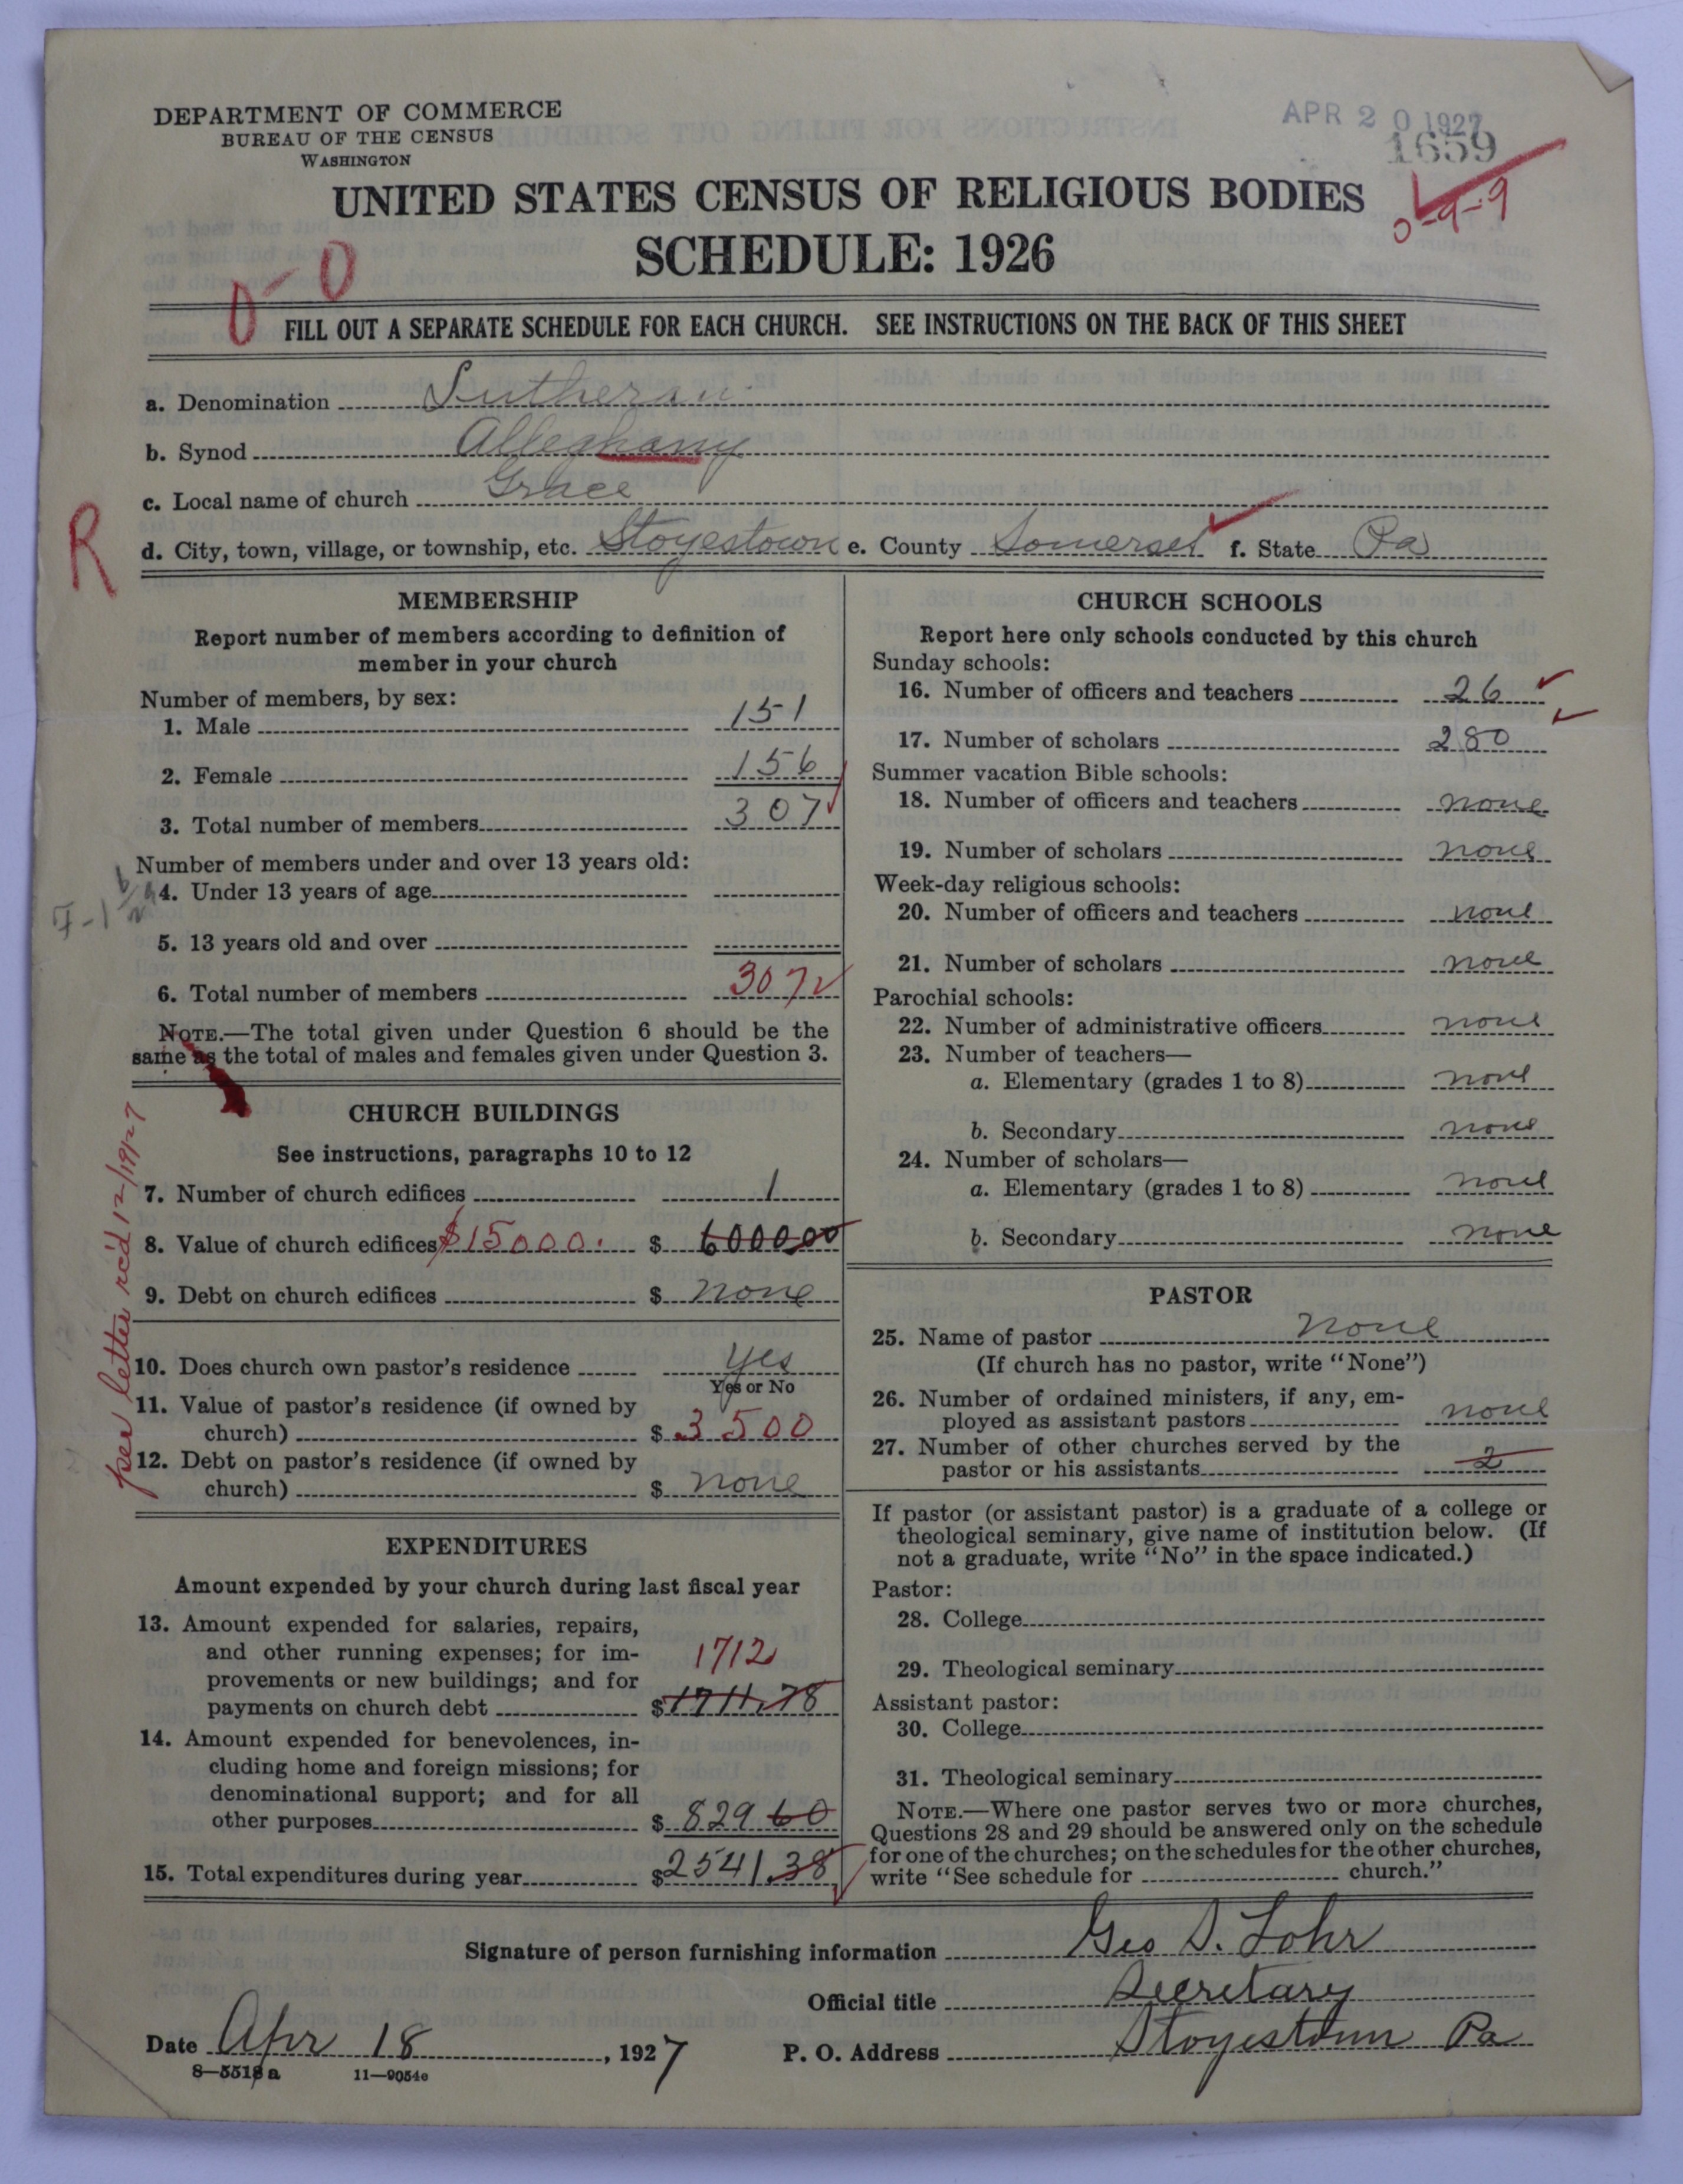 DEPARTMENT OF COMMERCE
BUREAU OF THE CENSUS
WASHINGTON
APR 20 1927
1659
0-9-9
UNITED STATES CENSUS OF RELIGIOUS BODIES
SCHEDULE: 1926
0-0
FILL OUT A SEPARATE SCHEDULE FOR EACH CHURCH. SEE INSTRUCTIONS ON THE BACK OF THIS SHEET
a. Denomination Lutheran
b. Synod Alleghany
c. Local name of church Grace
R
d. City, town, village, or township, etc. Stoyestown e. County Somerset f. State Pa
MEMBERSHIP
Report number of members according to definition of
member in your church
Number of members, by sex:
1. Male 151
2. Female 156
3. Total number of members 307
Number of members under and over 13 years old:
4. Under 13 years of age
5. 13 years old and over
6. Total number of members 307
NOTE.—The total given under Question 6 should be the
same as the total of males and females given under Question 3.
CHURCH BUILDINGS
See instructions, paragraphs 10 to 12
7. Number of church edifices 1
8. Value of church edifices $15000. $ 6000.00
9. Debt on church edifices $ none
per letter rec'd 12/19/27
10. Does church own pastor's residence yes
Yes or No
11. Value of pastor's residence (if owned by
church) $ 3500
12. Debt on pastor's residence (if owned by
church) $ none
EXPENDITURES
Amount expended by your church during last fiscal year
13. Amount expended for salaries, repairs,
and other running expenses; for im-
provements or new buildings; and for 1712
payments on church debt $1711.78
14. Amount expended for benevolences, in-
cluding home and foreign missions; for
denominational support; and for all
other purposes $ 829 60
15. Total expenditures during year $2541.38
CHURCH SCHOOLS
Report here only schools conducted by this church
Sunday schools:
16. Number of officers and teachers 26
17. Number of scholars 280
Summer vacation Bible schools:
18. Number of officers and teachers none
19. Number of scholars none
Week-day religious schools:
20. Number of officers and teachers none
21. Number of scholars none
Parochial schools:
22. Number of administrative officers none
23. Number of teachers—
a. Elementary (grades 1 to 8) none
b. Secondary none
24. Number of scholars—
a. Elementary (grades 1 to 8) none
b. Secondary none
PASTOR
25. Name of pastor None
(If church has no pastor, write "None")
26. Number of ordained ministers, if any, em-
ployed as assistant pastors none
27. Number of other churches served by the
pastor or his assistants 2
If pastor (or assistant pastor) is a graduate of a college or
theological seminary, give name of institution below. (If
not a graduate, write "No" in the space indicated.)
Pastor:
28. College
29. Theological seminary
Assistant pastor:
30. College
31. Theological seminary
NOTE.—Where one pastor serves two or more churches,
Questions 28 and 29 should be answered only on the schedule
for one of the churches; on the schedules for the other churches,
write "See schedule for church."
Signature of person furnishing information Geo D. Lohr
Official title Secretary
Date Apr 18, 1927 P. O. Address Stoyestown Pa
8—5518 a 11—9054c